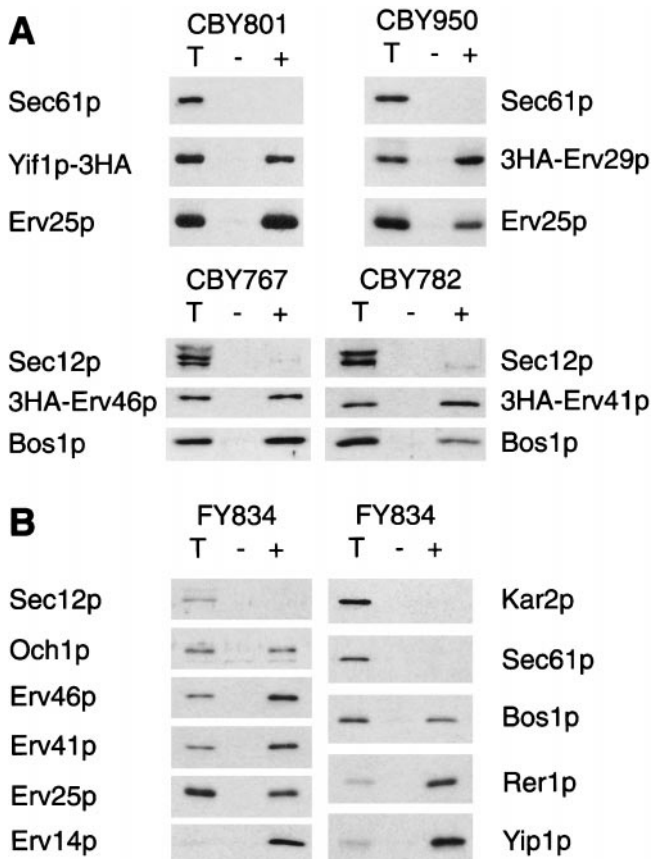 A
CBY801
T - +
Sec61p
Yif1p-3HA
Erv25p
CBY950
T - +
Sec61p
3HA-Erv29p
Erv25p
CBY767
T - +
Sec12p
3HA-Erv46p
Bos1p
CBY782
T - +
Sec12p
3HA-Erv41p
Bos1p
B
FY834
T - +
Sec12p
Och1p
Erv46p
Erv41p
Erv25p
Erv14p
FY834
T - +
Kar2p
Sec61p
Bos1p
Rer1p
Yip1p